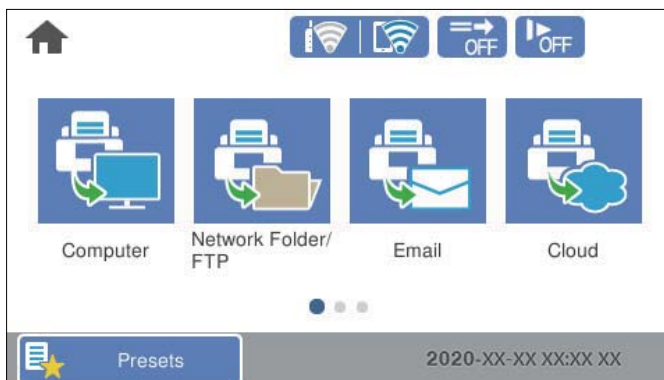 OFF
OFF
Computer
Network Folder/
FTP
Email
Cloud
Presets
2020-XX-XX XX:XX XX